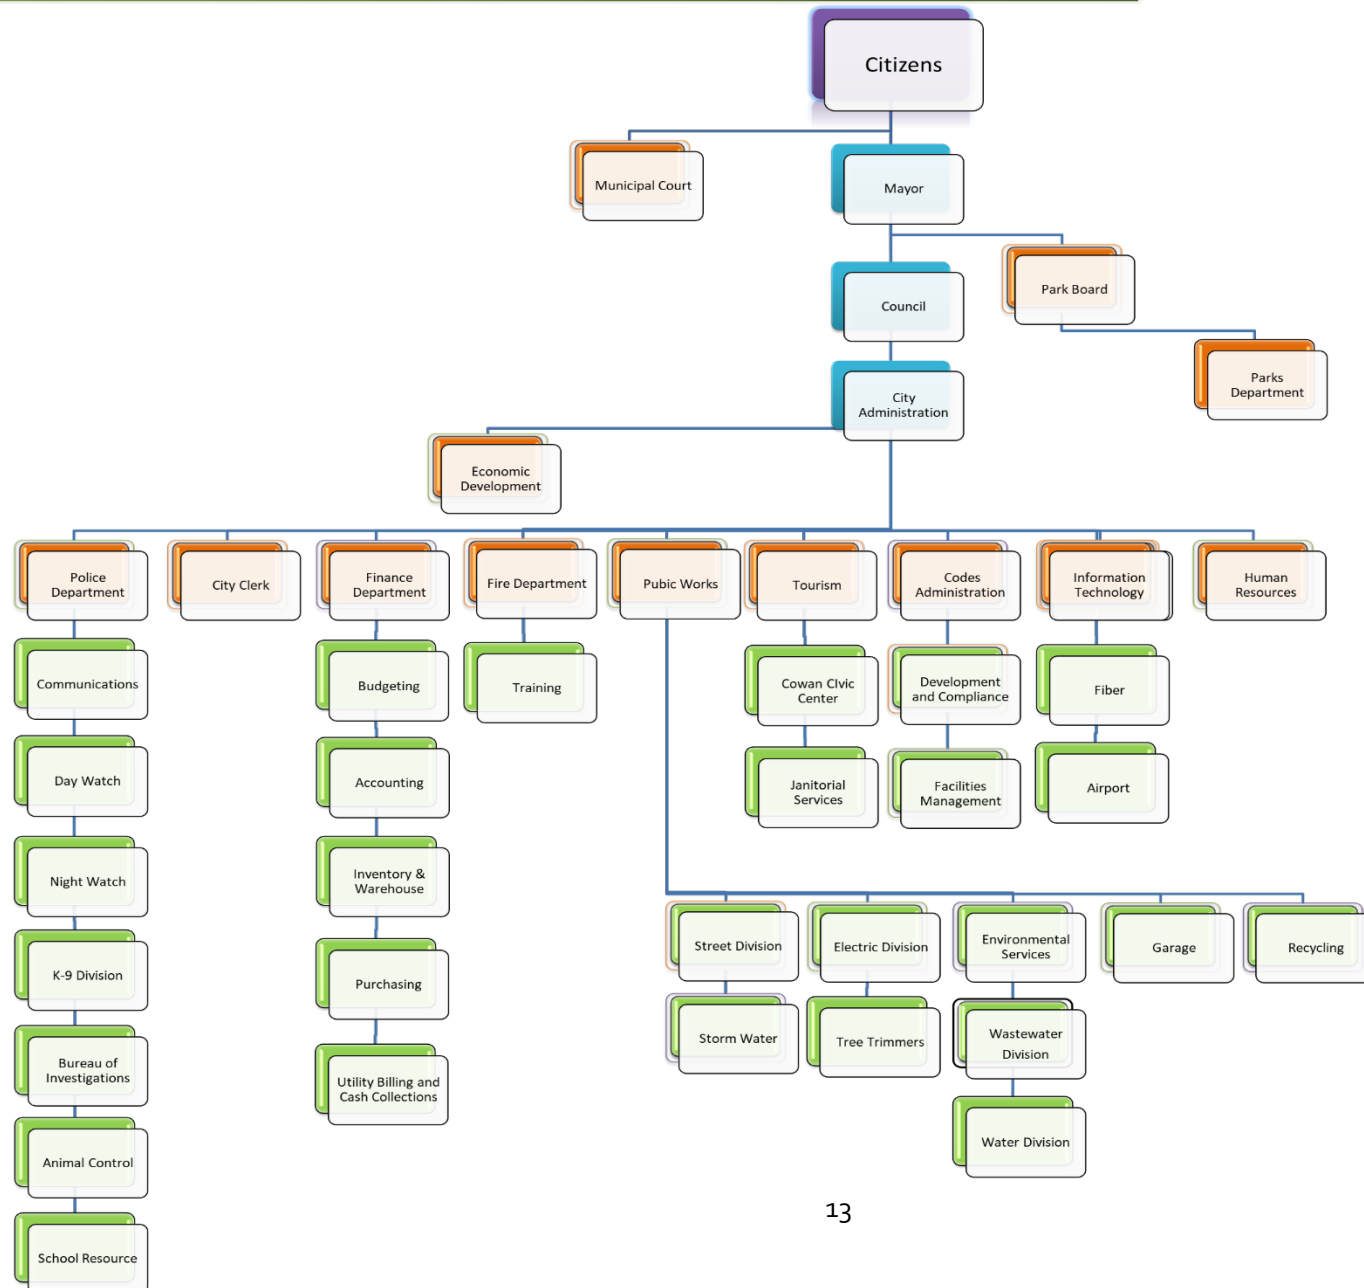 Citizens
Municipal Court
Mayor
Park Board
Council
Parks
Department
City
Administration
Economic
Development
Police
Department
City Clerk
Finance
Department
Fire Department
Pubic Works
Tourism
Codes
Administration
Information
Technology
Human
Resources
Communications
Budgeting
Training
Cowan CIvic
Center
Development
and Compliance
Fiber
Day Watch
Accounting
Janitorial
Services
Facilities
Management
Airport
Night Watch
Inventory &
Warehouse
Street Division
Electric Division
Environmental
Services
Garage
Recycling
K-9 Division
Purchasing
Storm Water
Tree Trimmers
Wastewater
Division
Bureau of
Investigations
Utility Billing and
Cash Collections
Water Division
Animal Control
School Resource
13